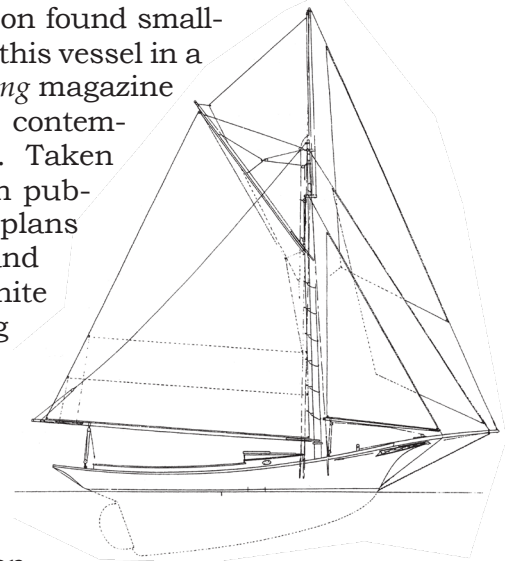 on found small-
this vessel in a
ng magazine
contem-
. Taken
n pub-
plans
and
nite
g